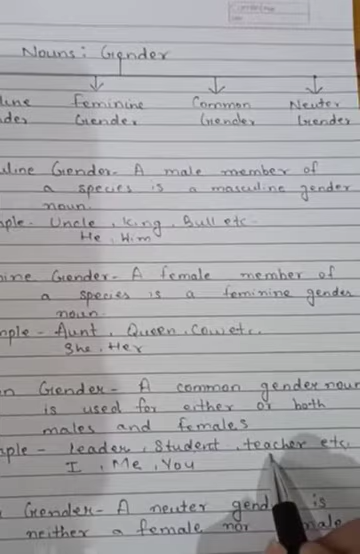 Nouns: Gender
Feminine Common Neuter
Gender Gender Gender
Gender - A male member of
a species is a masculine gender
noun.
Uncle, King, Bull etc.
He, Him
Gender - A female member of
a species is a feminine gender
noun.
Aunt, Queen, Cow etc.
She, Her
Gender - A common gender noun
is used for either or both
males and females
Leader, Student, teacher etc.
I, Me, You
Gender - A neuter is
neither a female nor